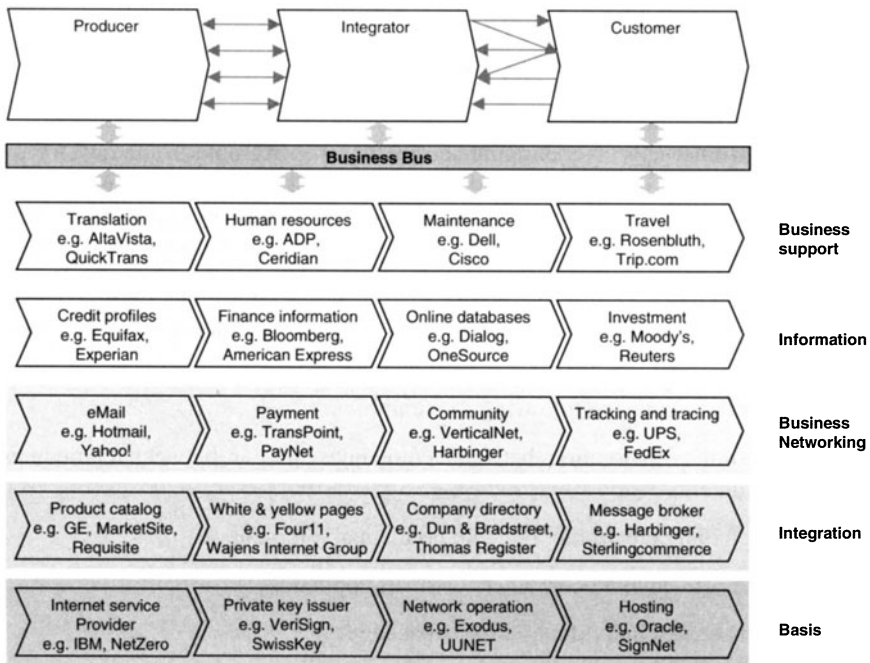 Producer
Integrator
Customer
Business Bus
Translation
e.g. AltaVista,
QuickTrans
Human resources
e.g. ADP,
Ceridian
Maintenance
e.g. Dell,
Cisco
Travel
e.g. Rosenbluth,
Trip.com
Business
support
Credit profiles
e.g. Equifax,
Experian
Finance information
e.g. Bloomberg,
American Express
Online databases
e.g. Dialog,
OneSource
Investment
e.g. Moody's,
Reuters
Information
eMail
e.g. Hotmail,
Yahoo!
Payment
e.g. TransPoint,
PayNet
Community
e.g. VerticalNet,
Harbinger
Tracking and tracing
e.g. UPS,
FedEx
Business
Networking
Product catalog
e.g. GE, MarketSite,
Requisite
White & yellow pages
e.g. Four11,
Wajens Internet Group
Company directory
e.g. Dun & Bradstreet,
Thomas Register
Message broker
e.g. Harbinger,
Sterlingcommerce
Integration
Internet service
Provider
e.g. IBM, NetZero
Private key issuer
e.g. VeriSign,
SwissKey
Network operation
e.g. Exodus,
UUNET
Hosting
e.g. Oracle,
SignNet
Basis